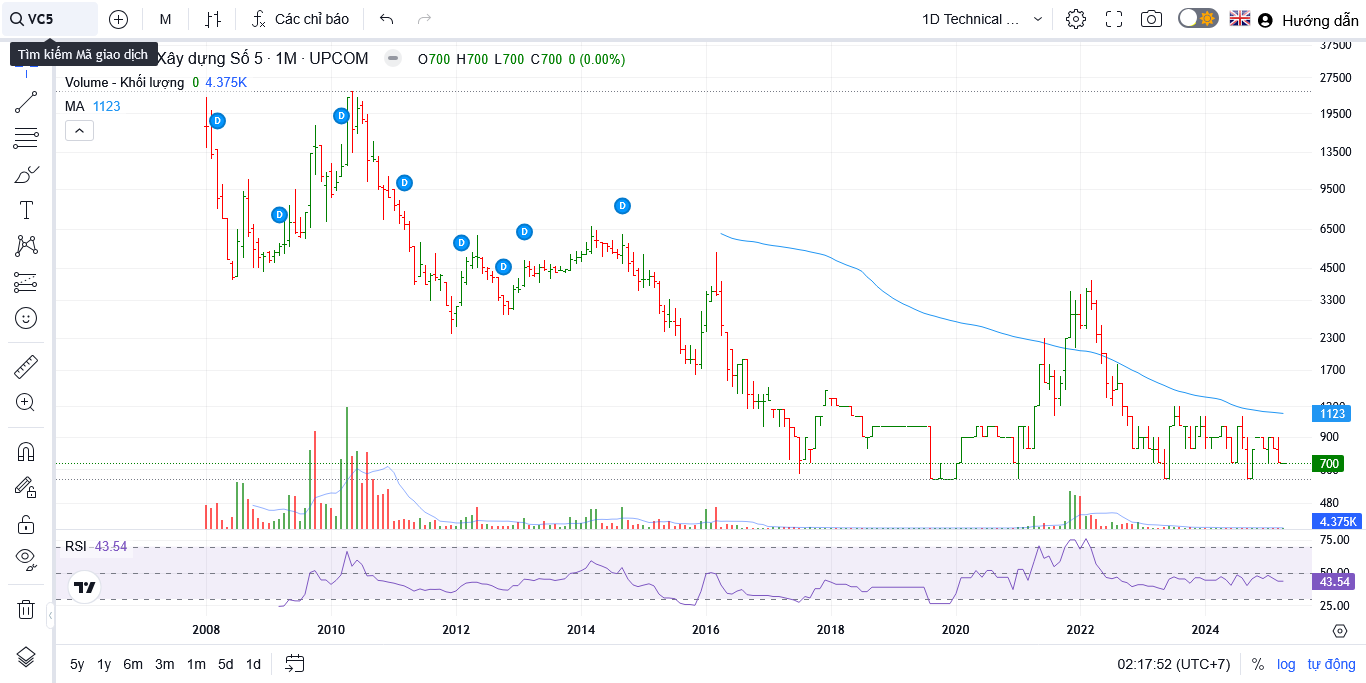 VC5
M
Các chỉ báo
1D Technical ...
Hướng dẫn
Tìm kiếm Mã giao dịch
Xây dựng Số 5 · 1M · UPCOM
O700 H700 L700 C700 0 (0.00%)
Volume - Khối lượng 0 4.375K
MA 1123
37500
27500
19500
13500
9500
6500
4500
3300
2300
1700
1200
1123
900
700
480
4.375K
D
D
D
D
D
D
D
D
RSI 43.54
75.00
50.00
43.54
25.00
2008 2010 2012 2014 2016 2018 2020 2022 2024
5y 1y 6m 3m 1m 5d 1d
02:17:52 (UTC+7) % log tự động